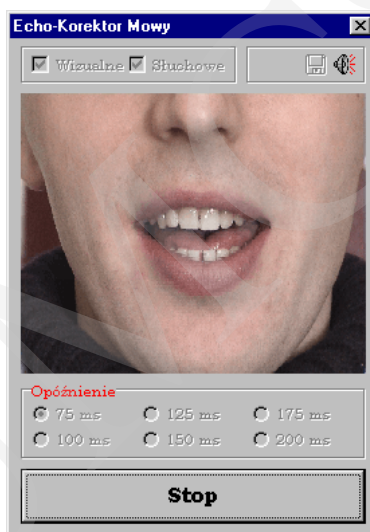 Echo-Korektor Mowy
Wizualne Słuchowe
Opóźnienie
75 ms 125 ms 175 ms
100 ms 150 ms 200 ms
Stop